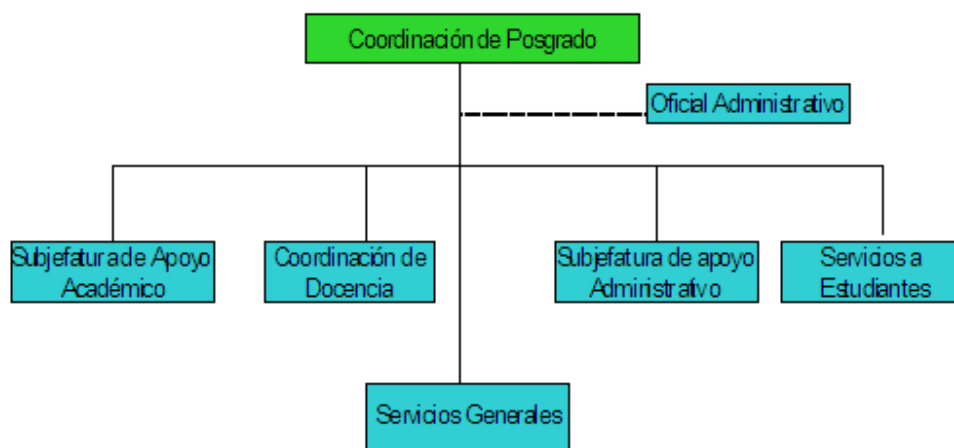 Coordinación de Posgrado
Oficial Administrativo
Subjefatura de Apoyo
Académico
Coordinación de
Docencia
Subjefatura de apoyo
Administrativo
Servicios a
Estudiantes
Servicios Generales